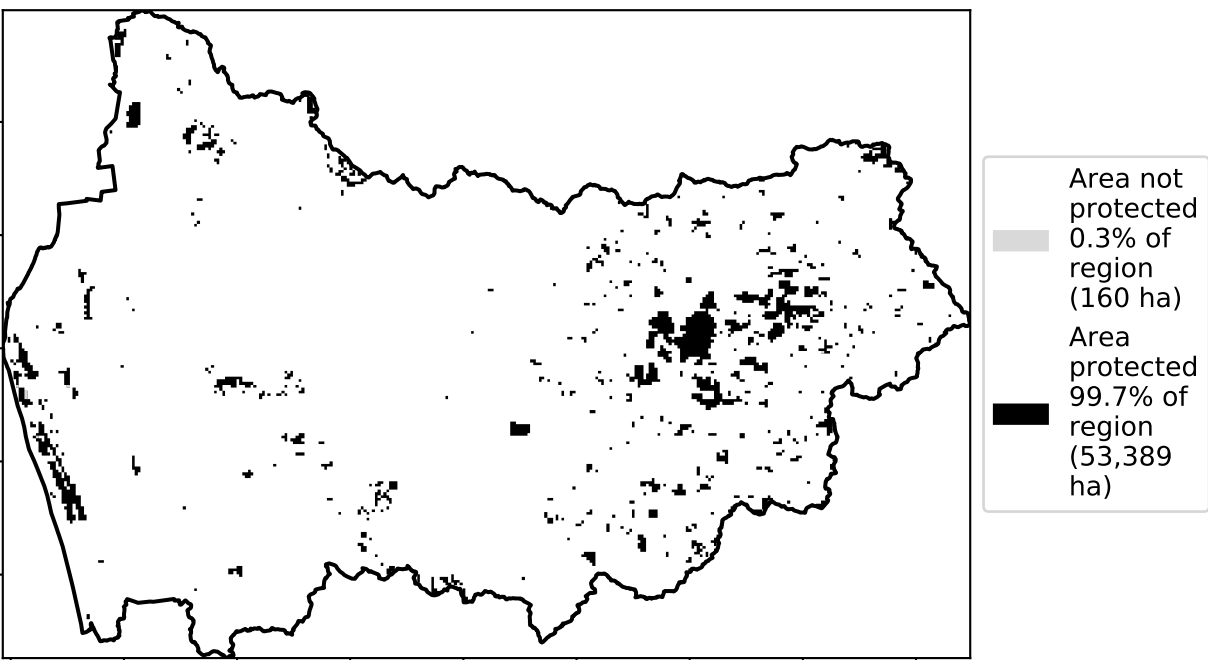 Area not
protected
0.3% of
region
(160 ha)
Area
protected
99.7% of
region
(53,389
ha)